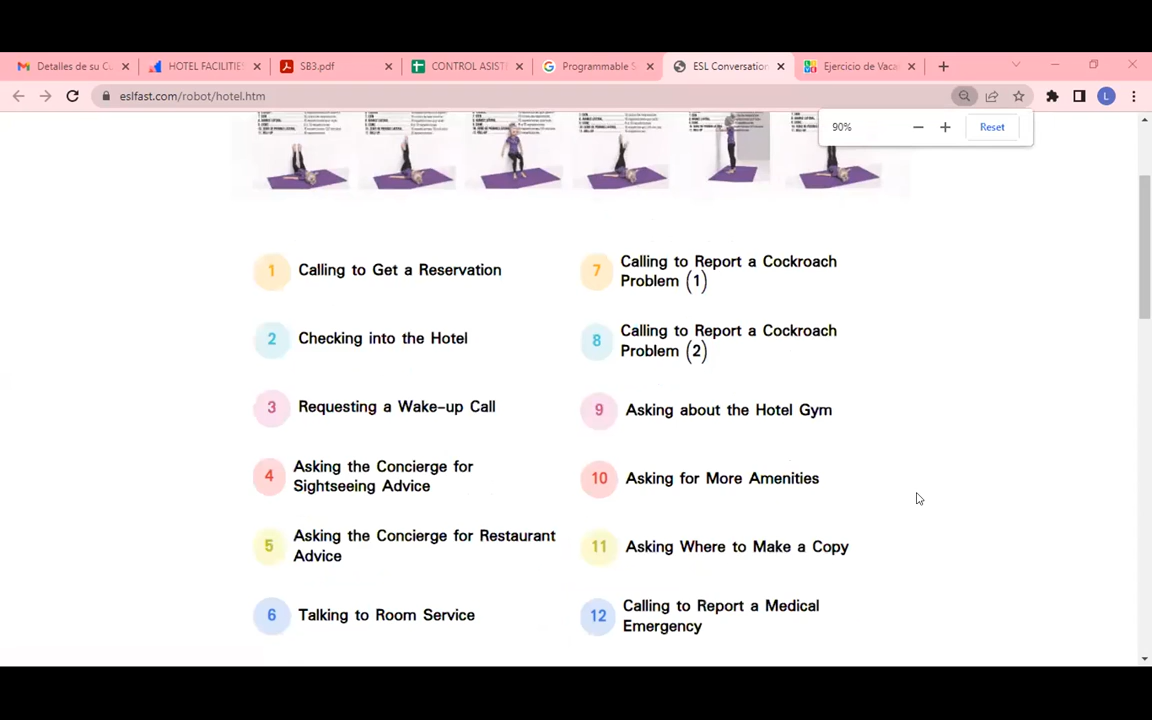 Detalles de su Cu
HOTEL FACILITIES
SB3.pdf
CONTROL ASIST
Programmable S
ESL Conversation
Ejercicio de Vaca
eslfast.com/robot/hotel.htm
L
90%
Reset
1
Calling to Get a Reservation
2
Checking into the Hotel
3
Requesting a Wake-up Call
4
Asking the Concierge for
Sightseeing Advice
5
Asking the Concierge for Restaurant
Advice
6
Talking to Room Service
7
Calling to Report a Cockroach
Problem (1)
8
Calling to Report a Cockroach
Problem (2)
9
Asking about the Hotel Gym
10
Asking for More Amenities
11
Asking Where to Make a Copy
12
Calling to Report a Medical
Emergency